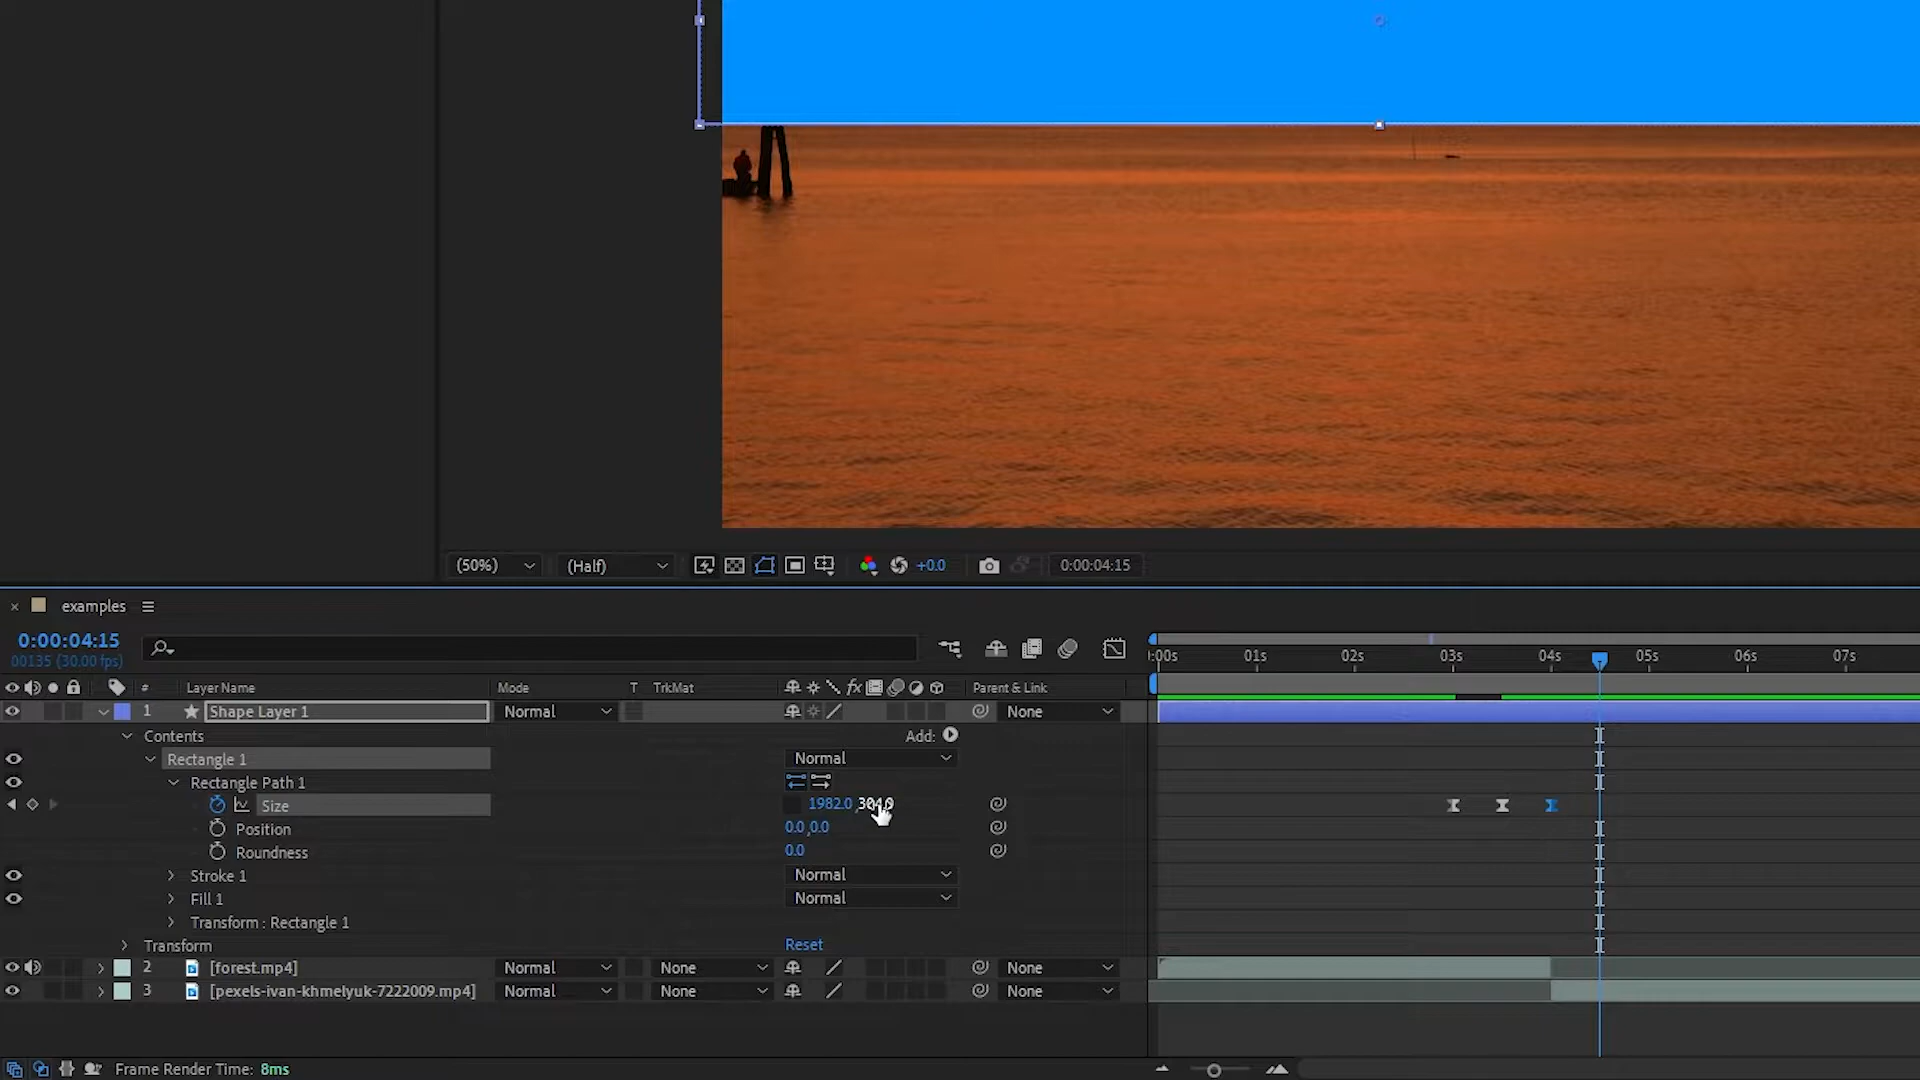 (50%) (Half) +0.0 0:00:04:15
examples
0:00:04:15
00135 (30.00 fps)
:00s 01s 02s 03s 04s 05s 06s 07s
# Layer Name Mode T TrkMat fx Parent & Link
1 Shape Layer 1 Normal None
Contents Add:
Rectangle 1 Normal
Rectangle Path 1
Size 1982.0
Position 0.0,0.0
Roundness 0.0
Stroke 1 Normal
Fill 1 Normal
Transform : Rectangle 1
Transform Reset
2 [forest.mp4] Normal None None
3 [pexels-ivan-khmelyuk-7222009.mp4] Normal None None
Frame Render Time: 8ms